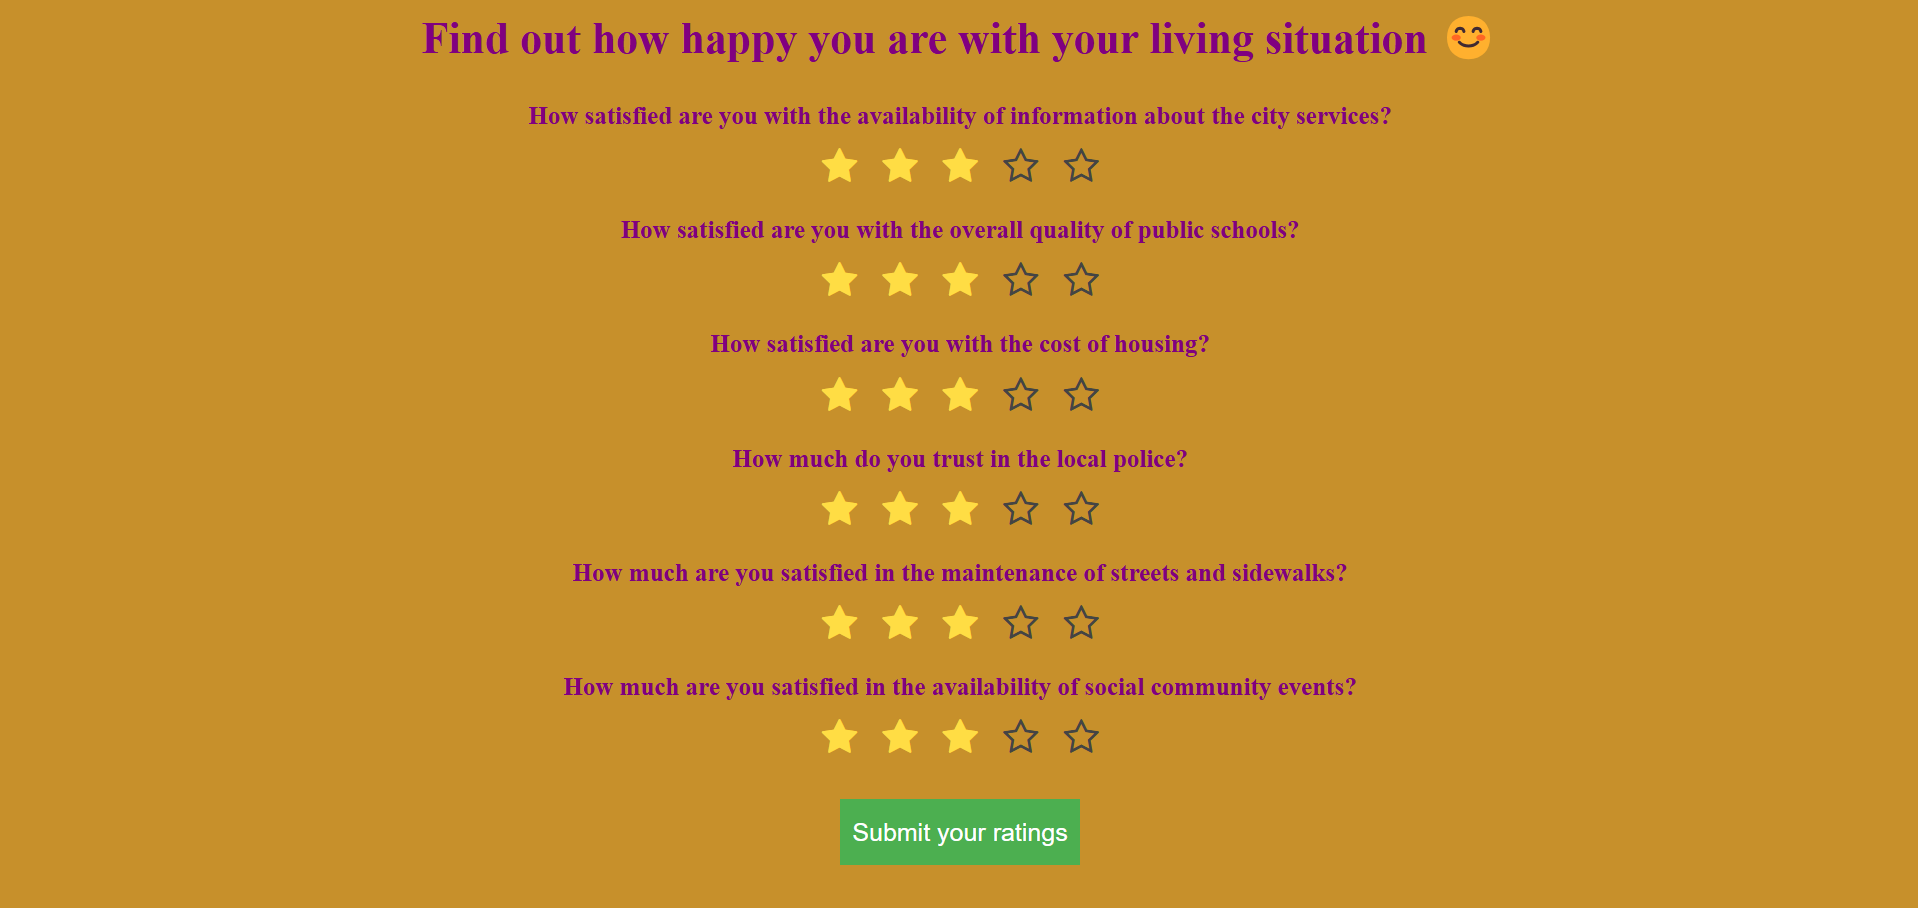 Find out how happy you are with your living situation 😊
How satisfied are you with the availability of information about the city services?
How satisfied are you with the overall quality of public schools?
How satisfied are you with the cost of housing?
How much do you trust in the local police?
How much are you satisfied in the maintenance of streets and sidewalks?
How much are you satisfied in the availability of social community events?
Submit your ratings